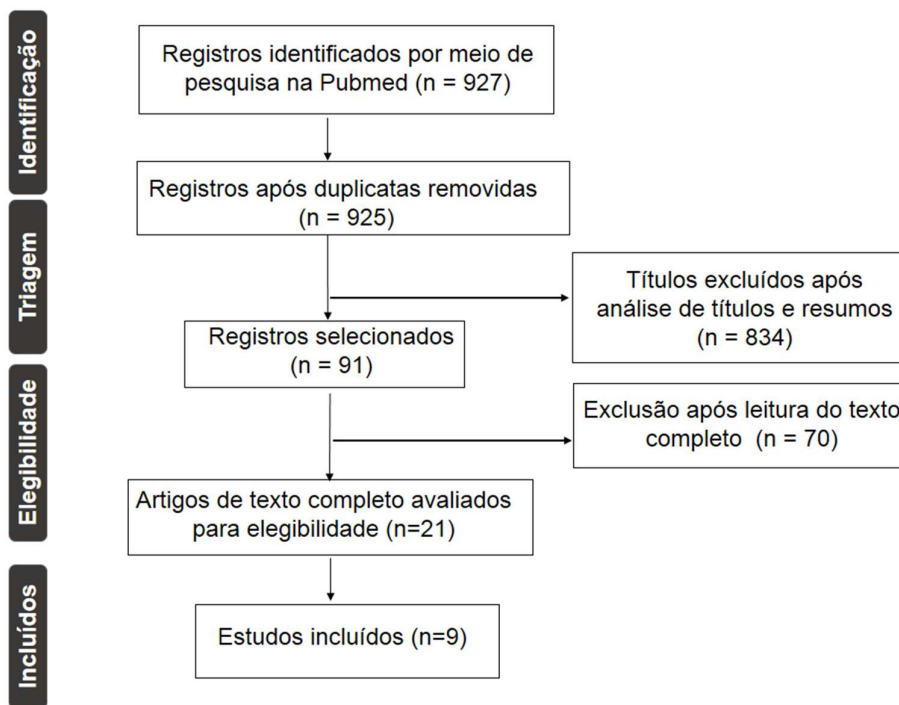 Identificação
Registros identificados por meio de
pesquisa na Pubmed (n = 927)
Registros após duplicatas removidas
(n = 925)
Triagem
Títulos excluídos após
análise de títulos e resumos
(n = 834)
Registros selecionados
(n = 91)
Elegibilidade
Exclusão após leitura do texto
completo (n = 70)
Artigos de texto completo avaliados
para elegibilidade (n=21)
Incluídos
Estudos incluídos (n=9)